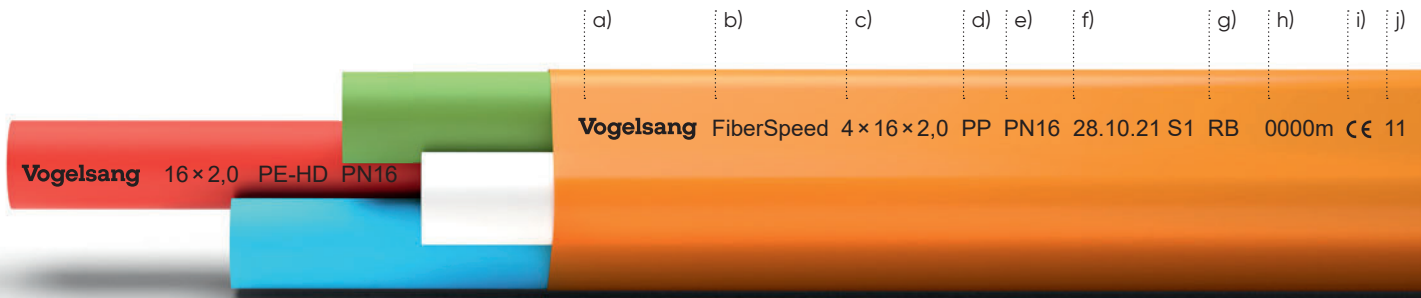 a) b) c) d) e) f) g) h) i) j)
Vogelsang FiberSpeed 4×16×2,0 PP PN16 28.10.21 S1 RB 0000m CE 11
Vogelsang 16×2,0 PE-HD PN16